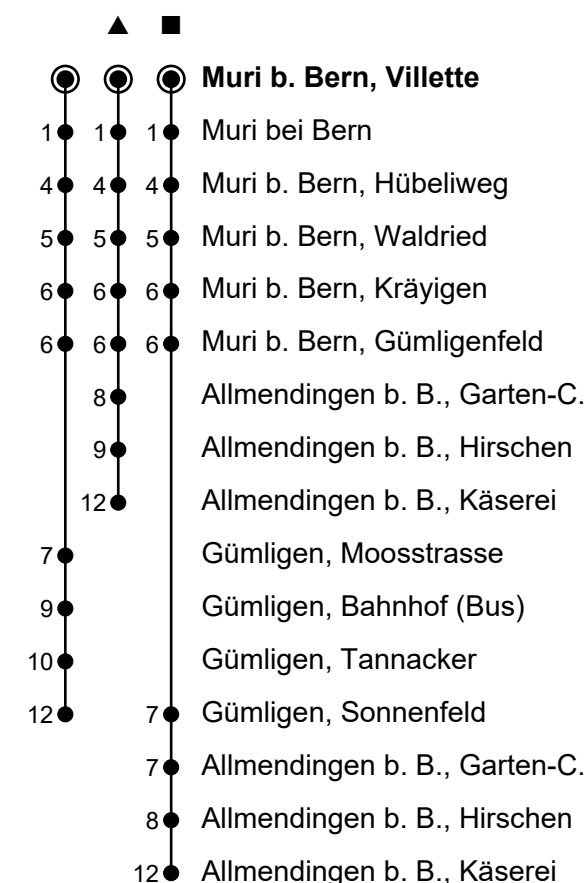 ▲ ■
Muri b. Bern, Villette
1 1 1 Muri bei Bern
4 4 4 Muri b. Bern, Hübeliweg
5 5 5 Muri b. Bern, Waldried
6 6 6 Muri b. Bern, Kräyigen
6 6 6 Muri b. Bern, Gümligenfeld
8 Allmendingen b. B., Garten-C.
9 Allmendingen b. B., Hirschen
12 Allmendingen b. B., Käserei
7 Gümligen, Moosstrasse
9 Gümligen, Bahnhof (Bus)
10 Gümligen, Tannacker
12 7 Gümligen, Sonnenfeld
7 Allmendingen b. B., Garten-C.
8 Allmendingen b. B., Hirschen
12 Allmendingen b. B., Käserei